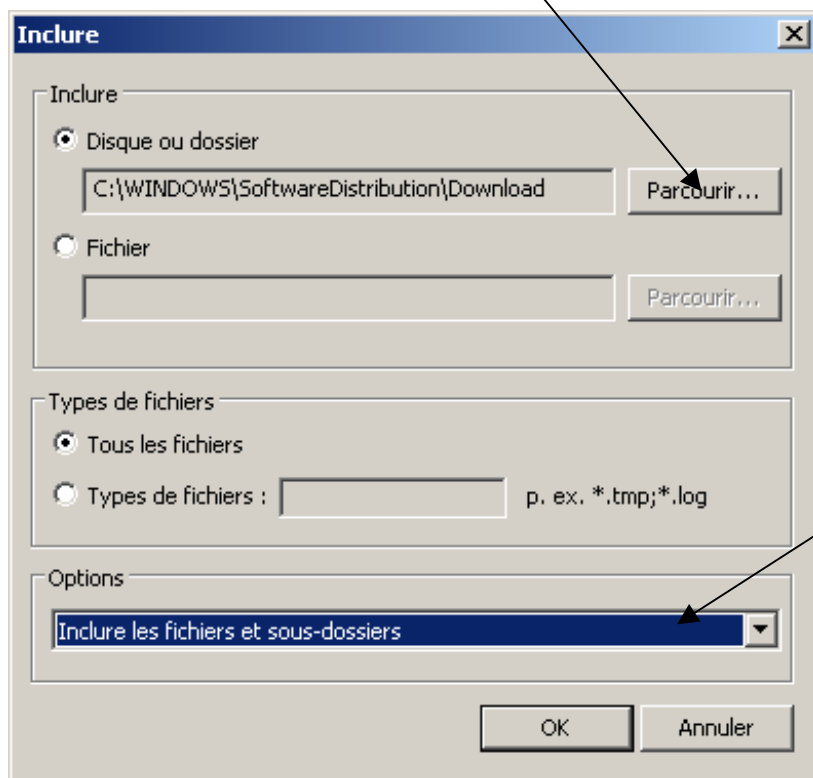 Inclure
Inclure
Disque ou dossier
C:\WINDOWS\SoftwareDistribution\Download
Parcourir...
Fichier
Parcourir...
Types de fichiers
Tous les fichiers
Types de fichiers : p. ex. *.tmp;*.log
Options
Inclure les fichiers et sous-dossiers
OK Annuler